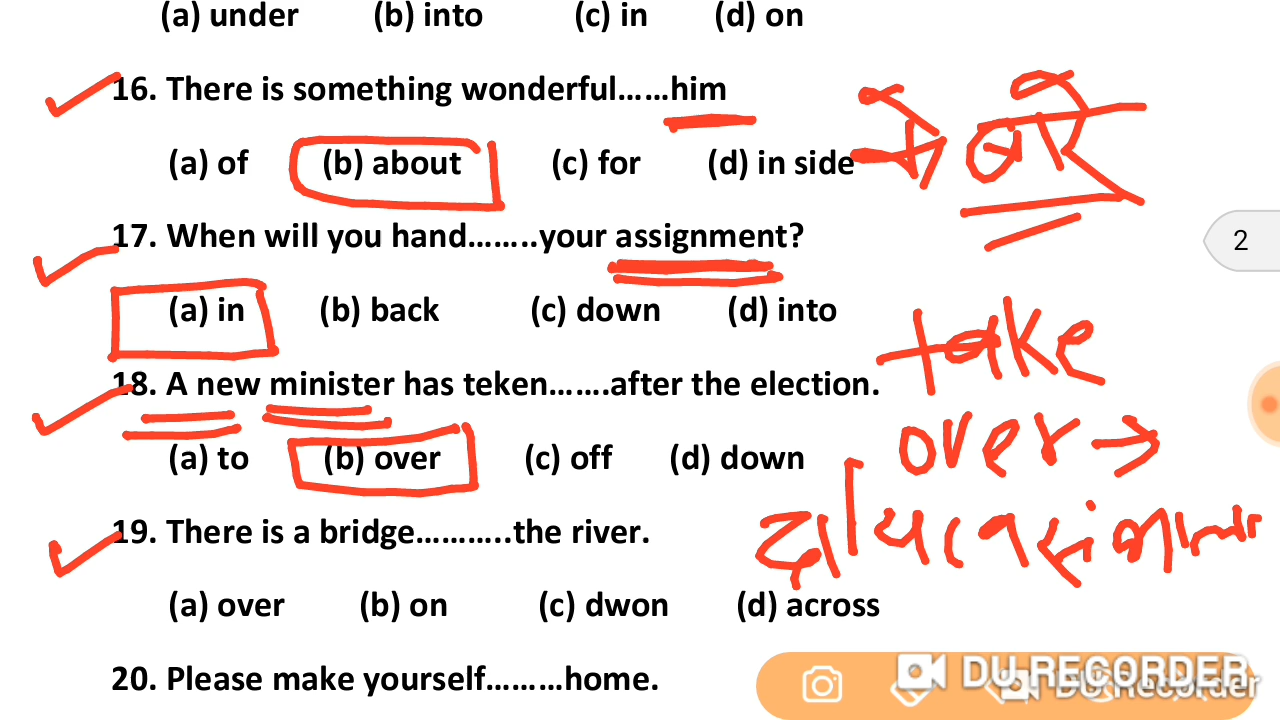 (a) under (b) into (c) in (d) on
16. There is something wonderful......him
(a) of (b) about (c) for (d) in side
17. When will you hand........your assignment?
2
(a) in (b) back (c) down (d) into
take
18. A new minister has teken.......after the election.
over →
(a) to (b) over (c) off (d) down
19. There is a bridge...........the river.
(a) over (b) on (c) dwon (d) across
20. Please make yourself.........home.
DU RECORDER
Du Recorder